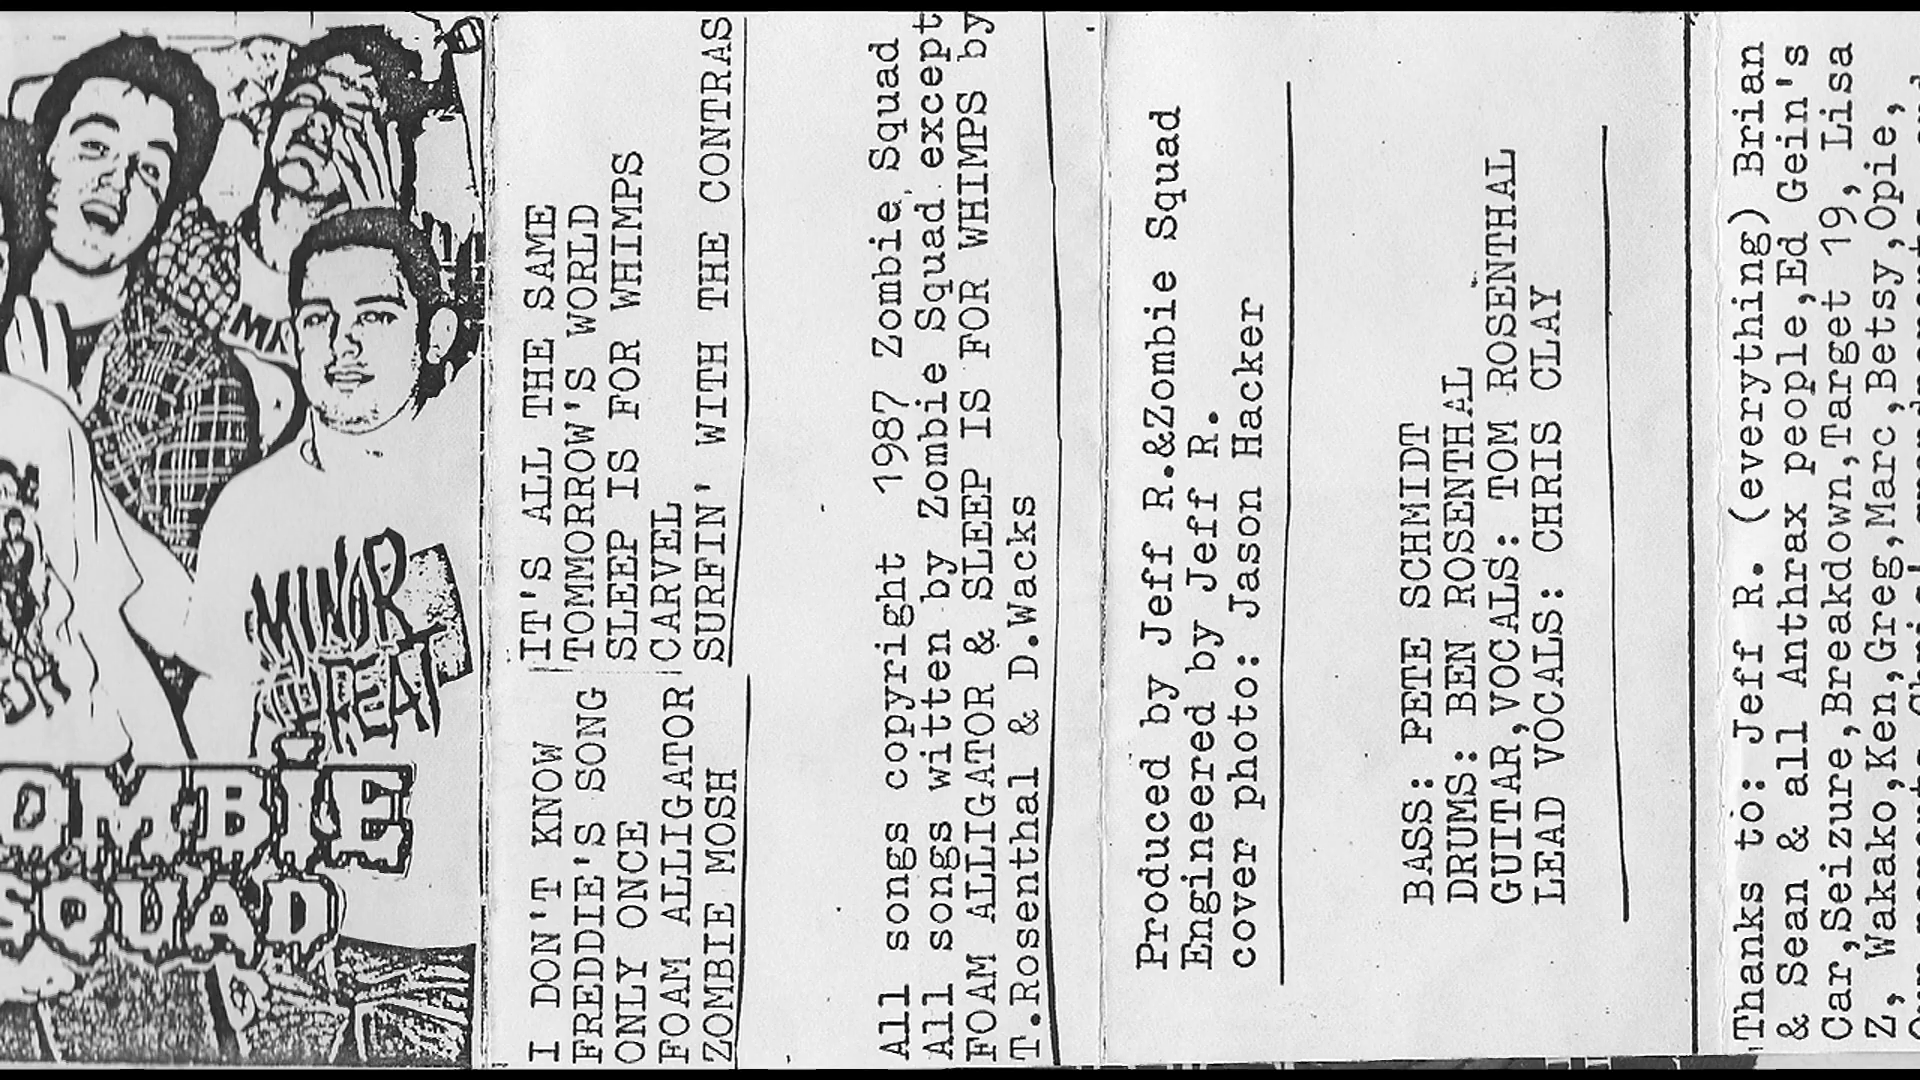 MINOR
THREAT
OMBIE
SQUAD
I DON'T KNOW
FREDDIE'S SONG
ONLY ONCE
FOAM ALLIGATOR
ZOMBIE MOSH
IT'S ALL THE SAME
TOMMORROW'S WORLD
SLEEP IS FOR WHIMPS
CARVEL
SURFIN' WITH THE CONTRAS
All songs copyright 1987 Zombie Squad
All songs witten by Zombie Squad except
FOAM ALLIGATOR & SLEEP IS FOR WHIMPS by
T.Rosenthal & D.Wacks
Produced by Jeff R.&Zombie Squad
Engineered by Jeff R.
cover photo: Jason Hacker
BASS: PETE SCHMIDT
DRUMS: BEN ROSENTHAL
GUITAR,VOCALS: TOM ROSENTHAL
LEAD VOCALS: CHRIS CLAY
Thanks to: Jeff R. (everything) Brian
& Sean & all Anthrax people,Ed Gein's
Car,Seizure,Breakdown,Target 19, Lisa
Z, Wakako,Ken,Greg,Marc,Betsy,Opie,